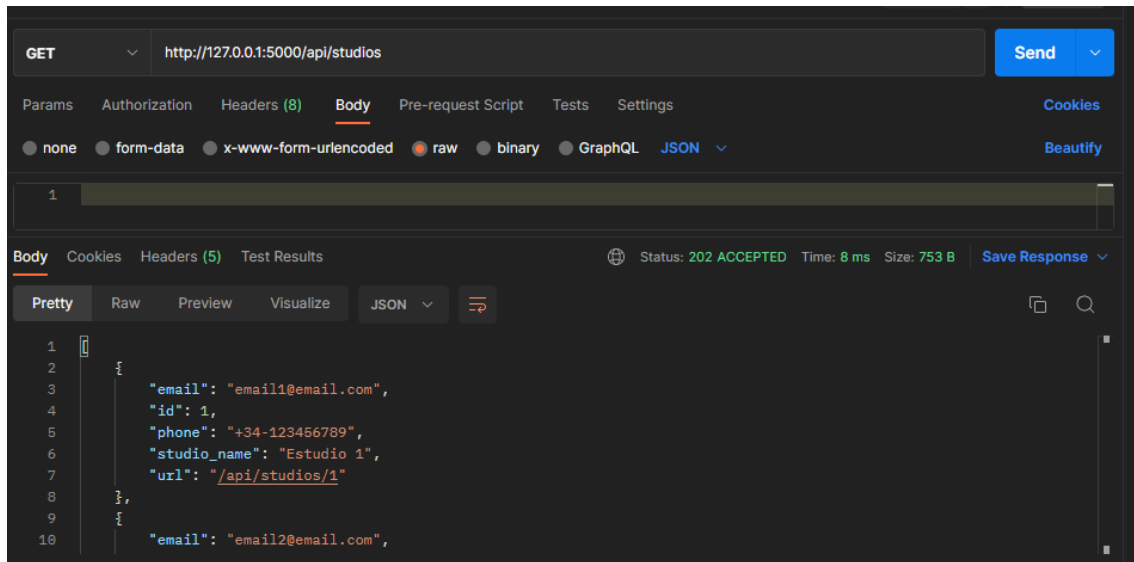 GET http://127.0.0.1:5000/api/studios Send
Params Authorization Headers (8) Body Pre-request Script Tests Settings Cookies
none form-data x-www-form-urlencoded raw binary GraphQL JSON Beautify
1
Body Cookies Headers (5) Test Results Status: 202 ACCEPTED Time: 8 ms Size: 753 B Save Response
Pretty Raw Preview Visualize JSON
1 [
2 {
3 "email": "email1@email.com",
4 "id": 1,
5 "phone": "+34-123456789",
6 "studio_name": "Estudio 1",
7 "url": "/api/studios/1"
8 },
9 {
10 "email": "email2@email.com",